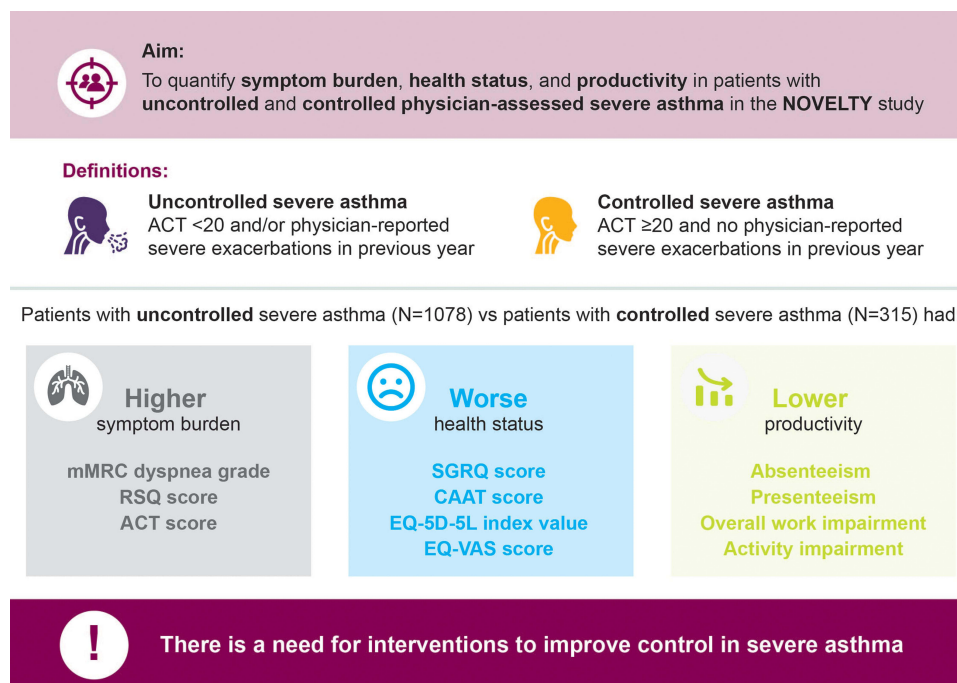 Aim:
To quantify symptom burden, health status, and productivity in patients with
uncontrolled and controlled physician-assessed severe asthma in the NOVELTY study
Definitions:
Uncontrolled severe asthma
ACT <20 and/or physician-reported
severe exacerbations in previous year
Controlled severe asthma
ACT ≥20 and no physician-reported
severe exacerbations in previous year
Patients with uncontrolled severe asthma (N=1078) vs patients with controlled severe asthma (N=315) had
Higher
symptom burden
mMRC dyspnea grade
RSQ score
ACT score
Worse
health status
SGRQ score
CAAT score
EQ-5D-5L index value
EQ-VAS score
Lower
productivity
Absenteeism
Presenteeism
Overall work impairment
Activity impairment
! There is a need for interventions to improve control in severe asthma